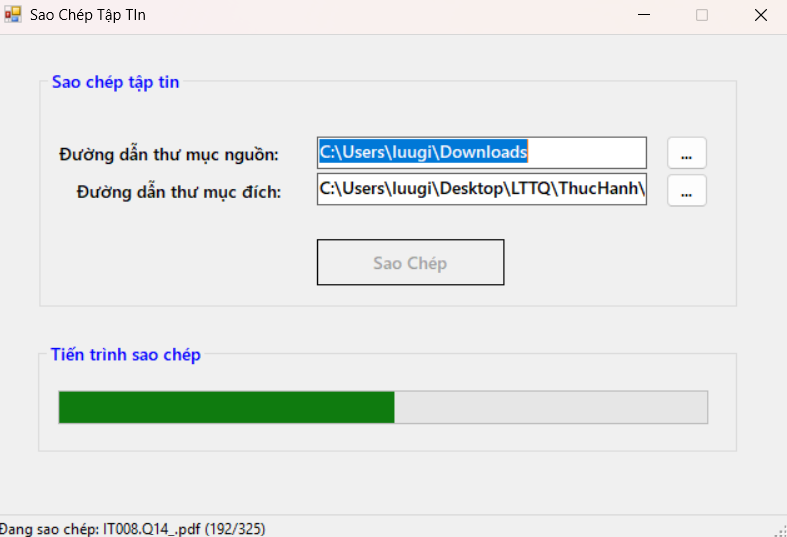 Sao Chép Tập TIn
Sao chép tập tin
Đường dẫn thư mục nguồn:
C:\Users\luugi\Downloads
...
Đường dẫn thư mục đích:
C:\Users\luugi\Desktop\LTTQ\ThucHanh\
...
Sao Chép
Tiến trình sao chép
Đang sao chép: IT008.Q14_.pdf (192/325)